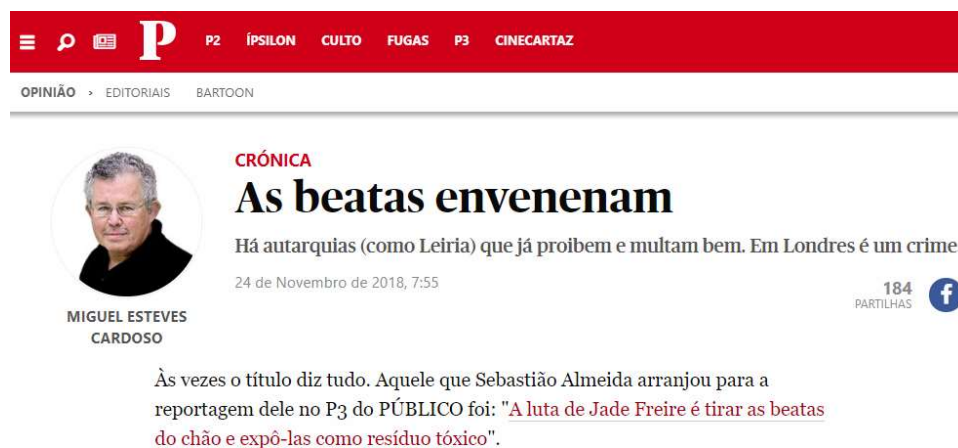 P P2 ÍPSILON CULTO FUGAS P3 CINECARTAZ
OPINIÃO › EDITORIAIS BARTOON
CRÓNICA
As beatas envenenam
Há autarquias (como Leiria) que já proibem e multam bem. Em Londres é um crime
24 de Novembro de 2018, 7:55
184
PARTILHAS
f
MIGUEL ESTEVES
CARDOSO
Às vezes o título diz tudo. Aquele que Sebastião Almeida arranjou para a
reportagem dele no P3 do PÚBLICO foi: "A luta de Jade Freire é tirar as beatas
do chão e expô-las como resíduo tóxico".